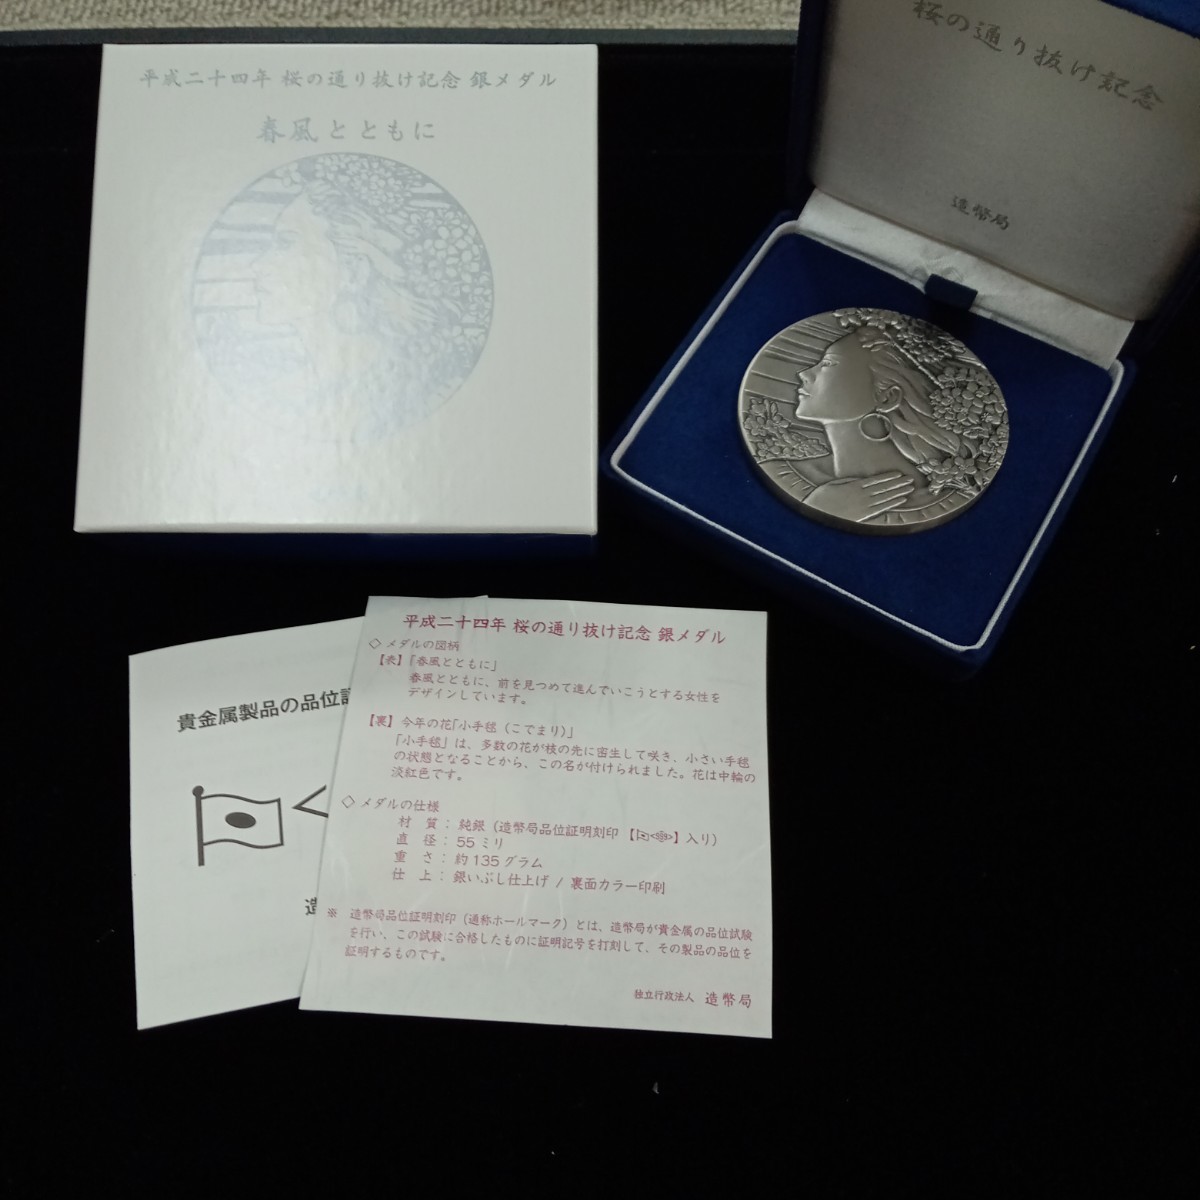 平成二十四年 桜の通り抜け記念 銀メダル
春風とともに
桜の通り抜け記念
造幣局
貴金属製品の品位証
造
平成二十四年 桜の通り抜け記念 銀メダル
◇ メダルの図柄
【表】「春風とともに」
春風とともに、前を見つめて進んでいこうとする女性を
デザインしています。
【裏】今年の花「小手毬（こでまり）」
「小手毬」は、多数の花が枝の先に密生して咲き、小さい手毬
の状態となることから、この名が付けられました。花は中輪の
淡紅色です。
◇ メダルの仕様
材　質：純銀（造幣局品位証明刻印【】入り）
直　径：55ミリ
重　さ：約135グラム
仕　上：銀いぶし仕上げ / 裏面カラー印刷
※ 造幣局品位証明刻印（通称ホールマーク）とは、造幣局が貴金属の品位試験
を行い、この試験に合格したものに証明記号を打刻して、その製品の品位を
証明するものです。
独立行政法人 造幣局